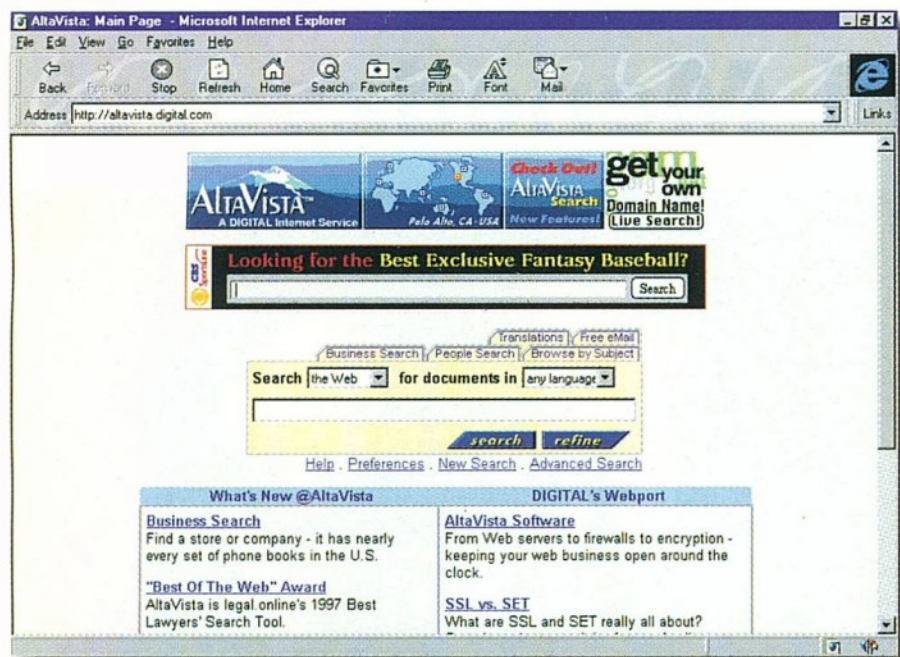 AltaVista: Main Page - Microsoft Internet Explorer
File Edit View Go Favorites Help
Back Forward Stop Refresh Home Search Favorites Print Font Mail
Address http://altavista.digital.com Links
ALTAVISTA™
A DIGITAL Internet Service
Palo Alto, CA - USA
Check Out!
ALTAVISTA
Search
New Features!
get your
own
Domain Name!
(Live Search!)
CBS SportsLine
Looking for the Best Exclusive Fantasy Baseball?
Search
Translations Free eMail
Business Search People Search Browse by Subject
Search the Web for documents in any language
search refine
Help . Preferences . New Search . Advanced Search
What's New @AltaVista
Business Search
Find a store or company - it has nearly
every set of phone books in the U.S.
"Best Of The Web" Award
AltaVista is legal.online's 1997 Best
Lawyers' Search Tool.
DIGITAL's Webport
AltaVista Software
From Web servers to firewalls to encryption -
keeping your web business open around the
clock.
SSL vs. SET
What are SSL and SET really all about?